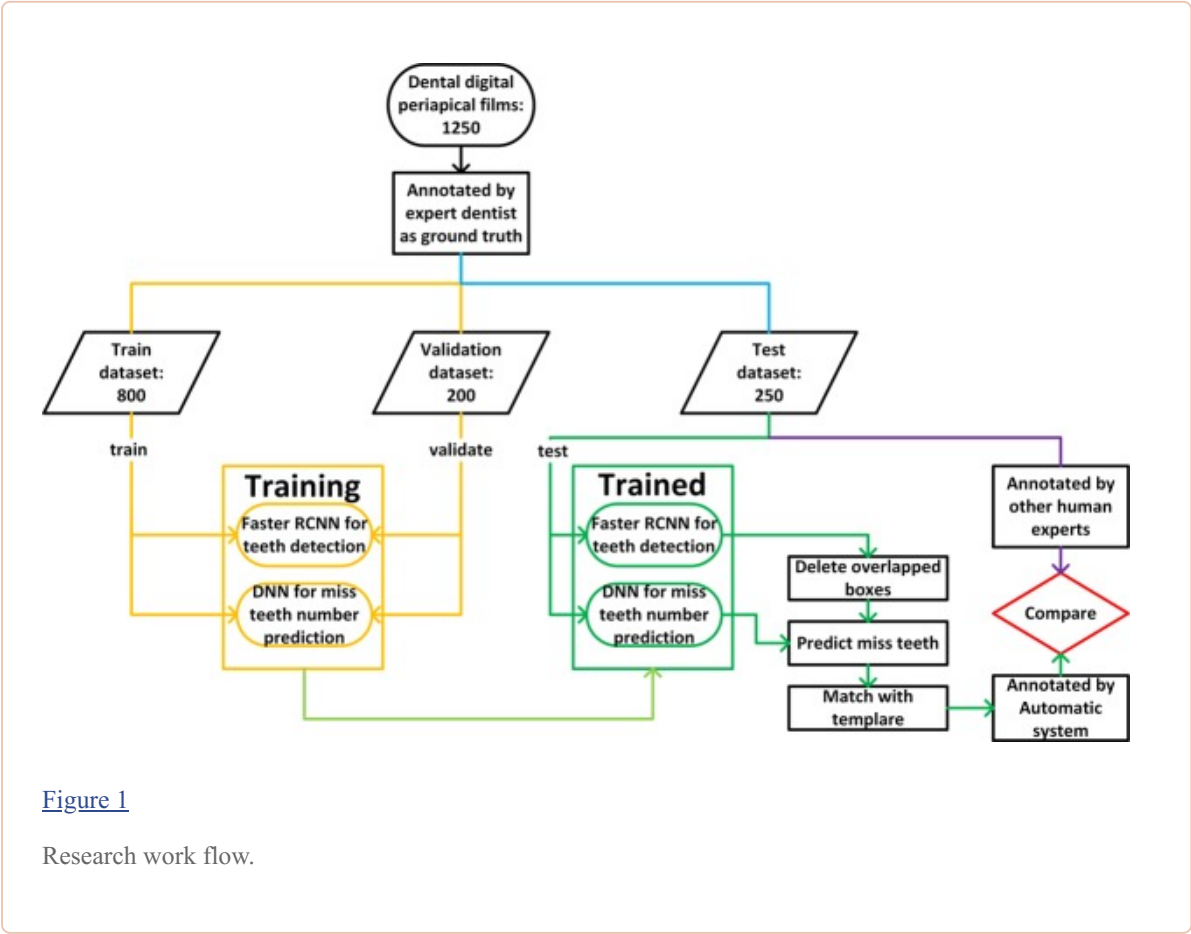 Dental digital
periapical films:
1250
Annotated by
expert dentist
as ground truth
Train
dataset:
800
Validation
dataset:
200
Test
dataset:
250
train
validate
test
Training
Faster RCNN for
teeth detection
DNN for miss
teeth number
prediction
Trained
Faster RCNN for
teeth detection
DNN for miss
teeth number
prediction
Delete overlapped
boxes
Predict miss teeth
Match with
templare
Annotated by
other human
experts
Compare
Annotated by
Automatic
system
Figure 1
Research work flow.